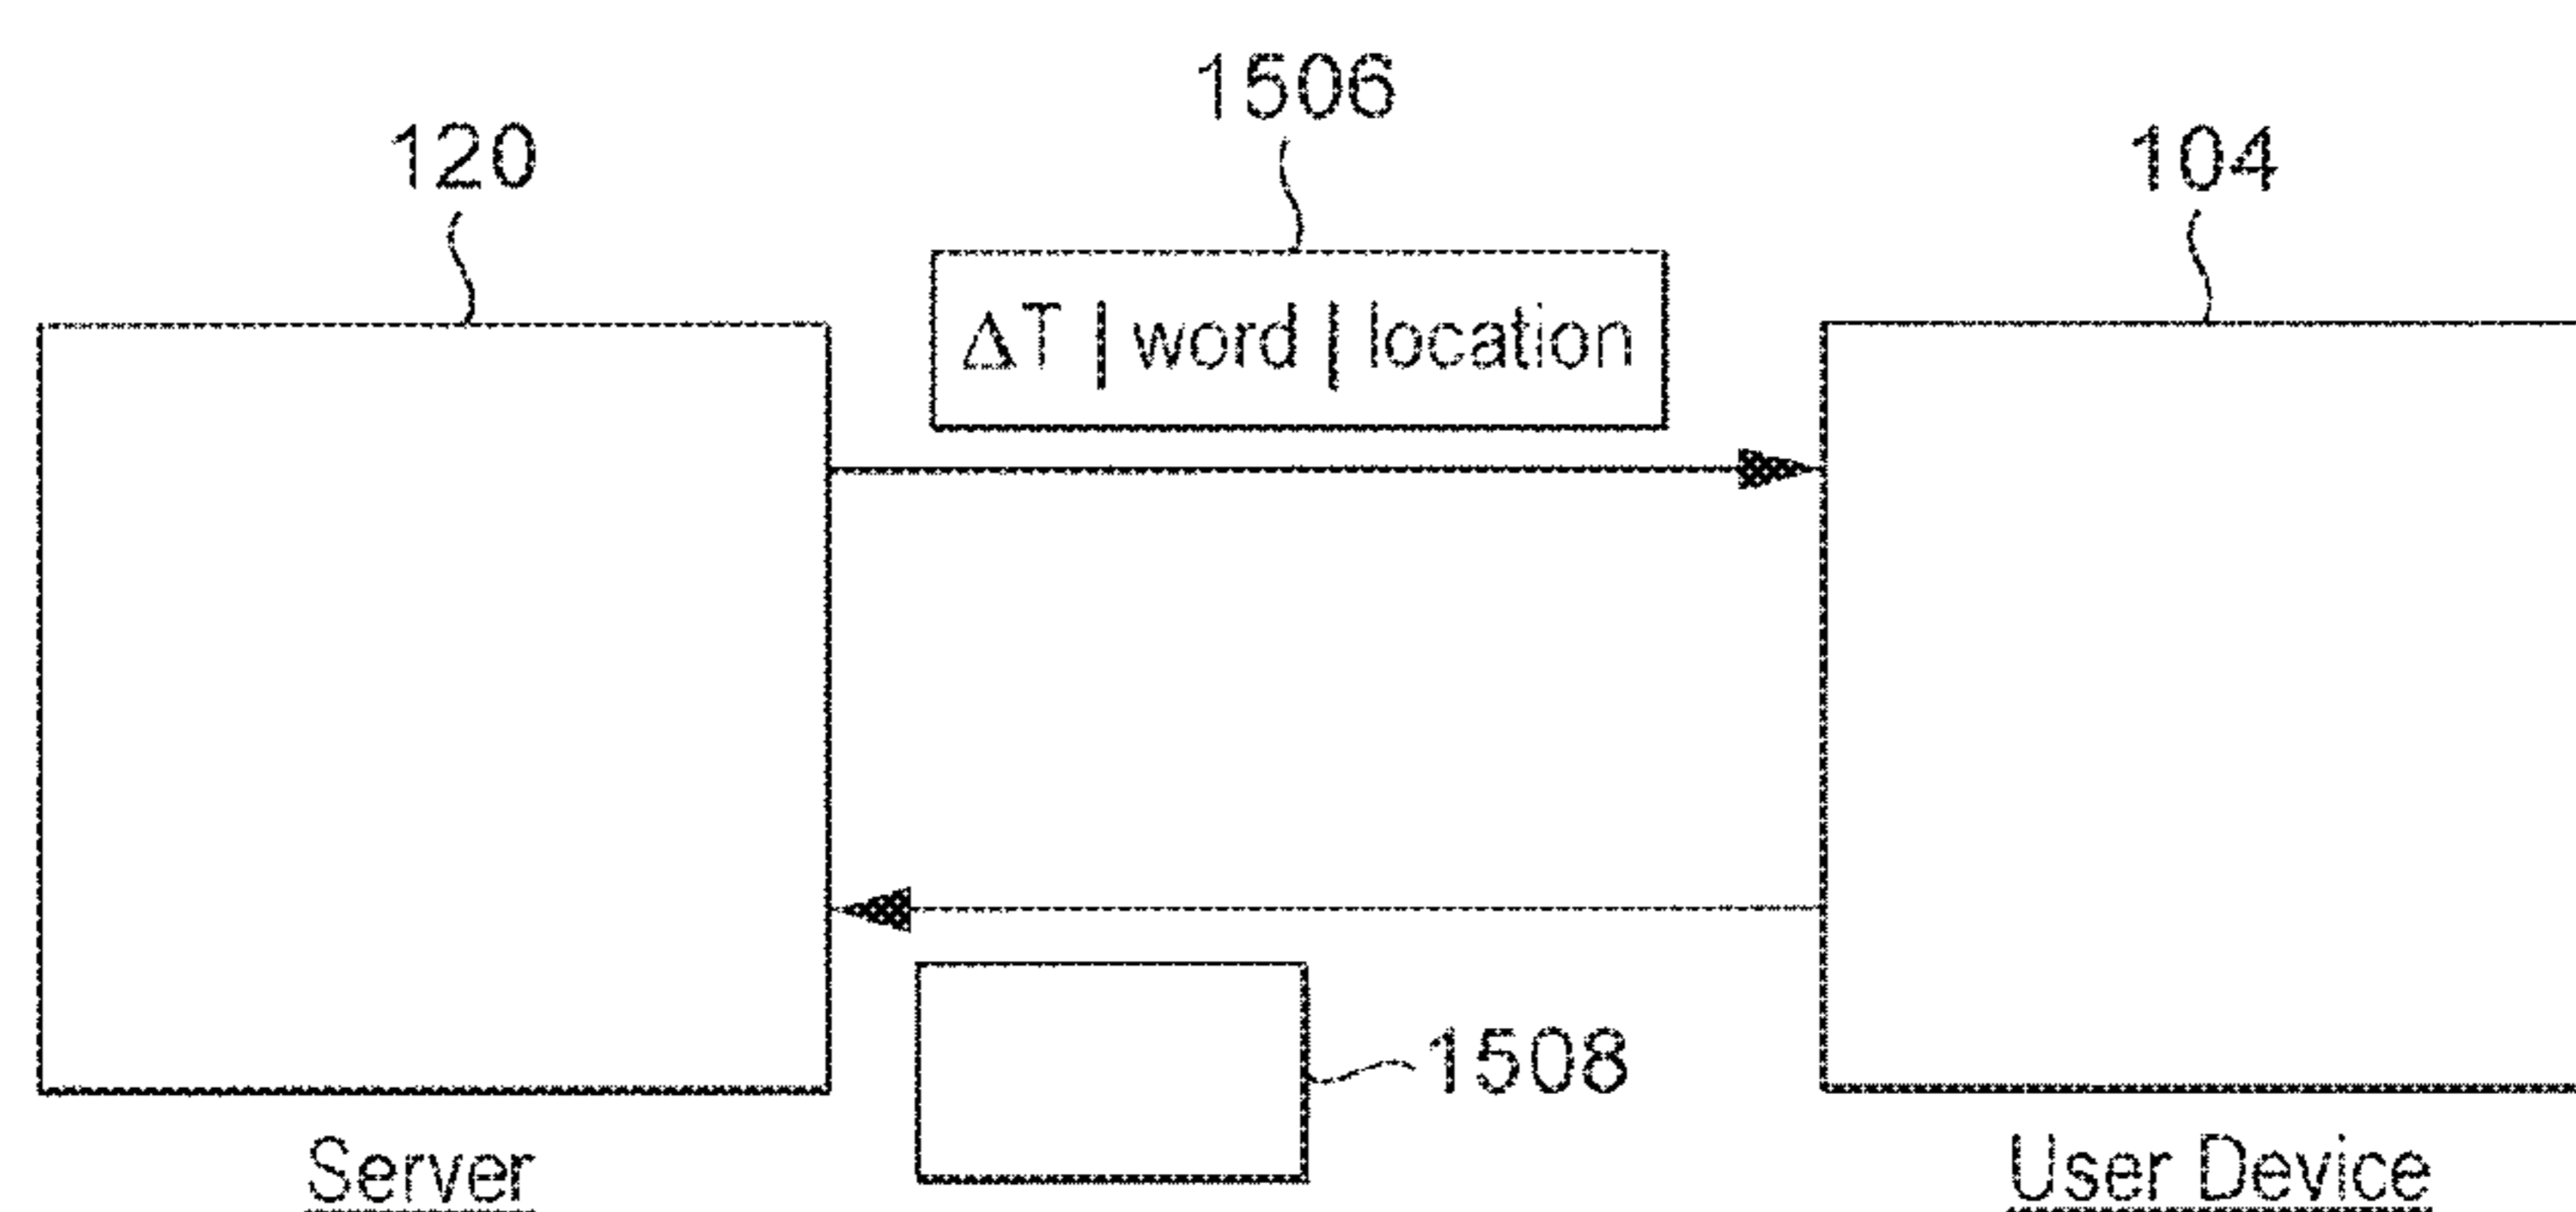 1506
120
104
ΔT | word | location
1508
Server
User Device